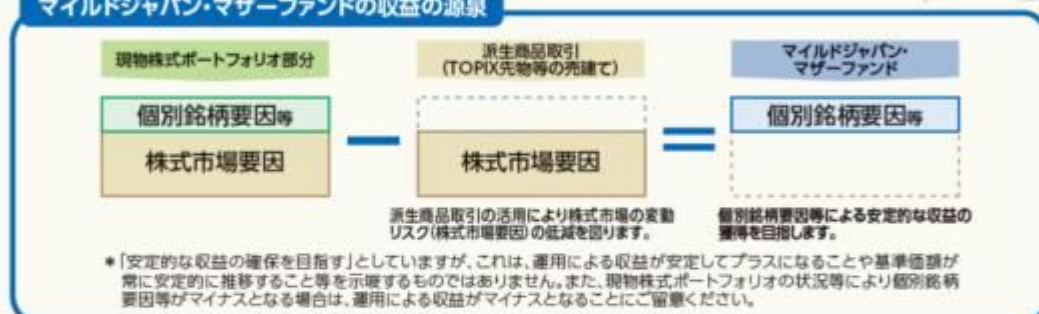 マイルドジャパン・マザーファンドの収益の源泉
現物株式ポートフォリオ部分
派生商品取引
(TOPIX先物等の売建て)
マイルドジャパン・
マザーファンド
個別銘柄要因等
個別銘柄要因等
株式市場要因
株式市場要因
派生商品取引の活用により株式市場の変動
リスク(株式市場要因)の低減を図ります。
個別銘柄要因等による安定的な収益の
獲得を目指します。
*「安定的な収益の確保を目指す」としていますが、これは、運用による収益が安定してプラスになることや基準価額が
常に安定的に推移すること等を示唆するものではありません。また、現物株式ポートフォリオの状況等により個別銘柄
要因等がマイナスとなる場合は、運用による収益がマイナスとなることにご留意ください。